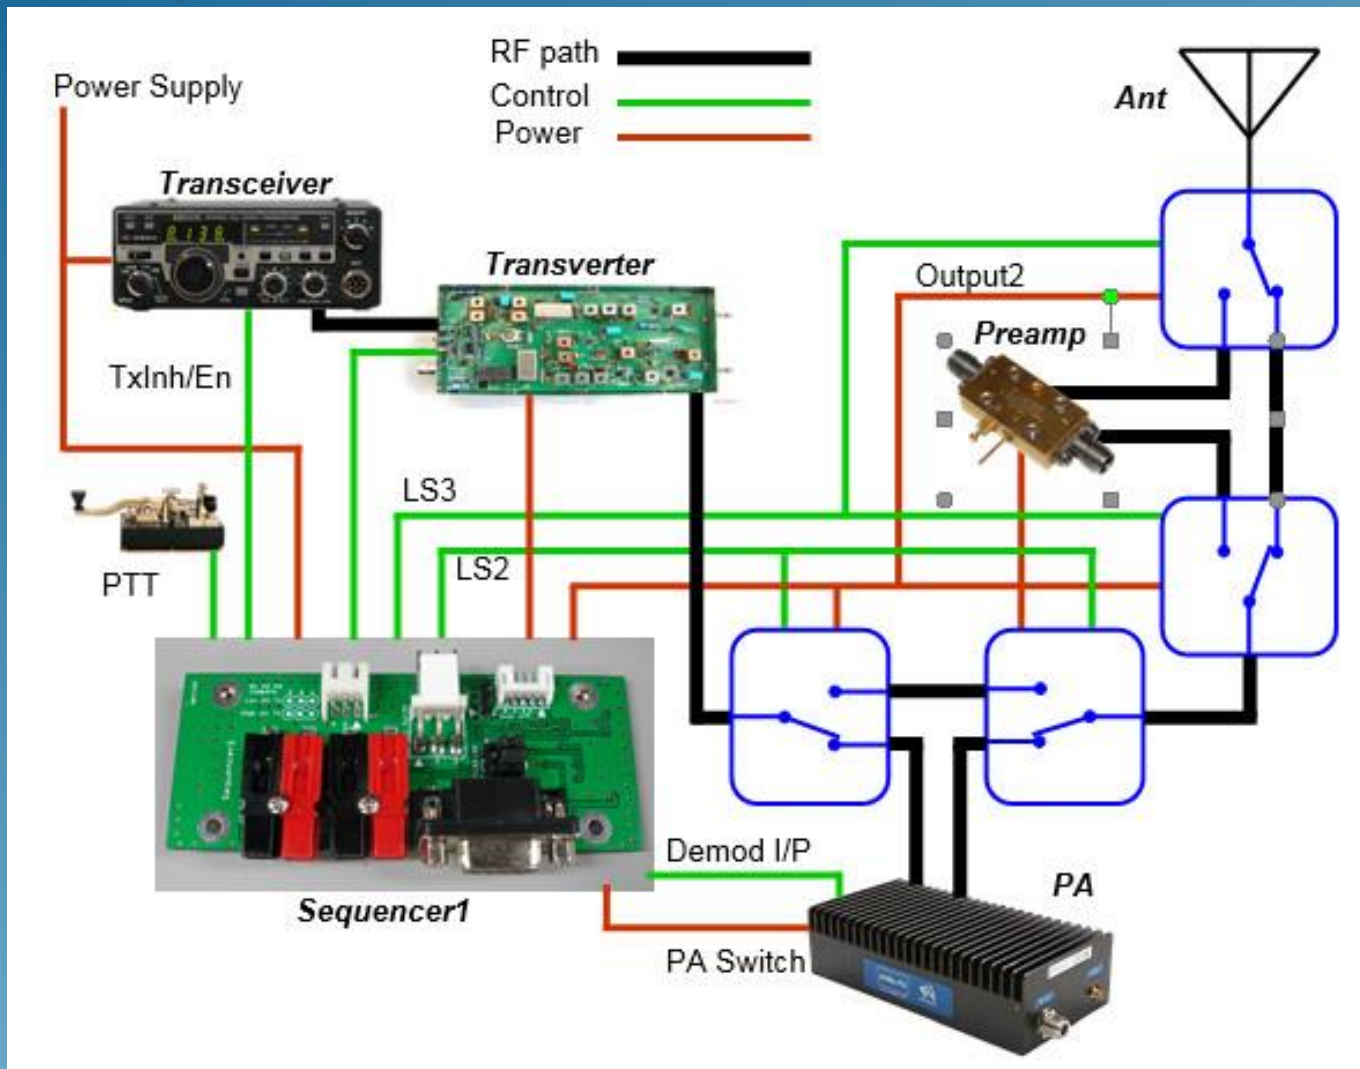 RF path
Control
Power
Power Supply
Ant
Transceiver
Transverter
Output2
Preamp
TxInh/En
LS3
LS2
PTT
Demod I/P
PA
Sequencer1
PA Switch